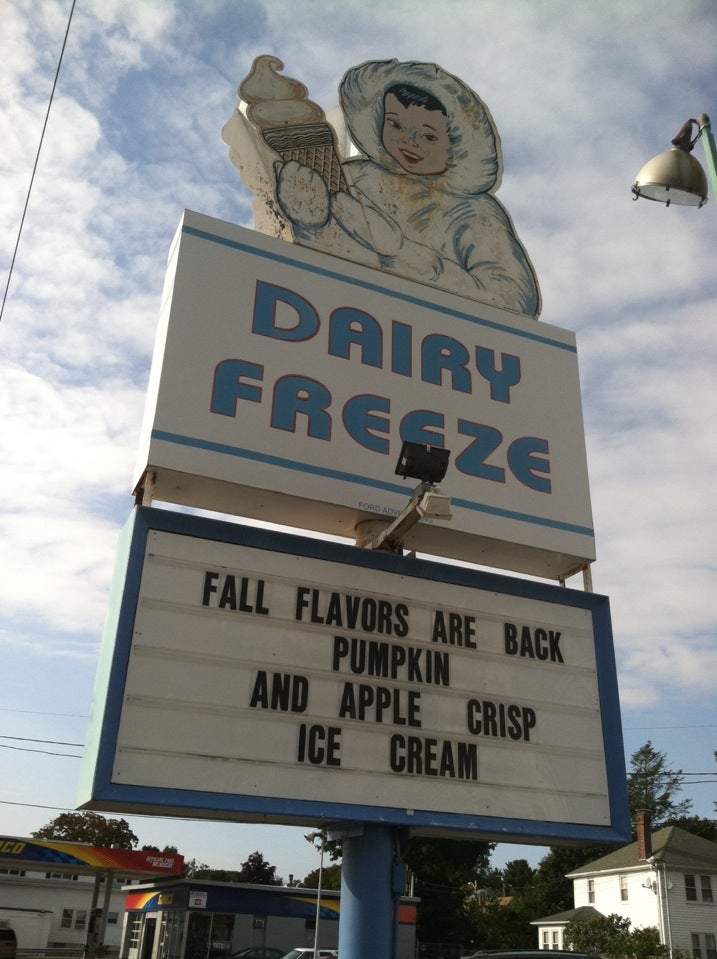 DAIRY
FREEZE
FALL FLAVORS ARE BACK
PUMPKIN
AND APPLE CRISP
ICE CREAM